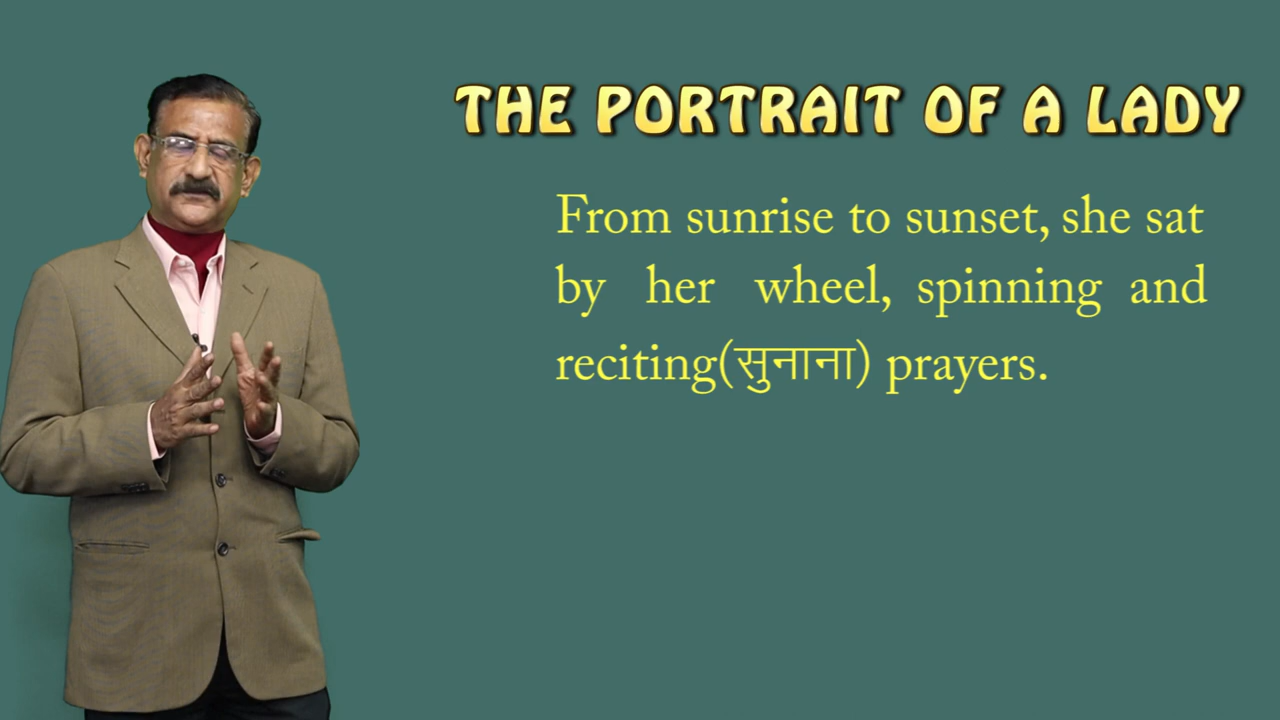 THE PORTRAIT OF A LADY
From sunrise to sunset, she sat
by her wheel, spinning and
reciting(सुनाना) prayers.